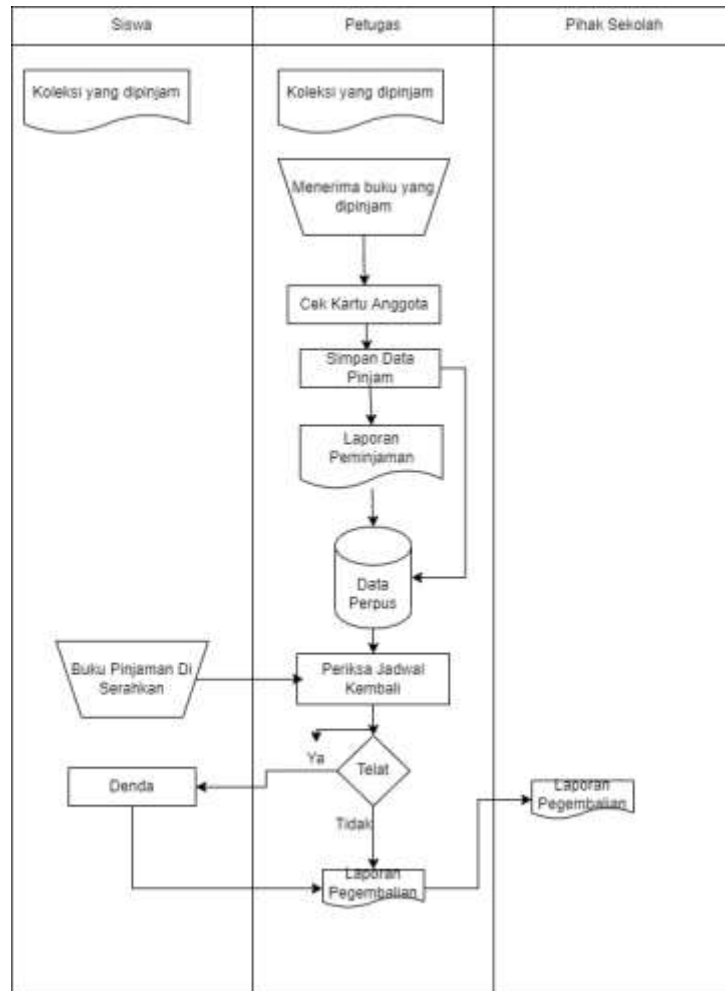 Siswa
Petugas
Pihak Sekolah
Koleksi yang dipinjam
Koleksi yang dipinjam
Menerima buku yang
dipinjam
Cek Kartu Anggota
Simpan Data
Pinjam
Laporan
Peminjaman
Data
Perpus
Buku Pinjaman Di
Serahkan
Periksa Jadwal
Kembali
Ya
Telat
Denda
Laporan
Pegembalian
Tidak
Laporan
Pegembalian